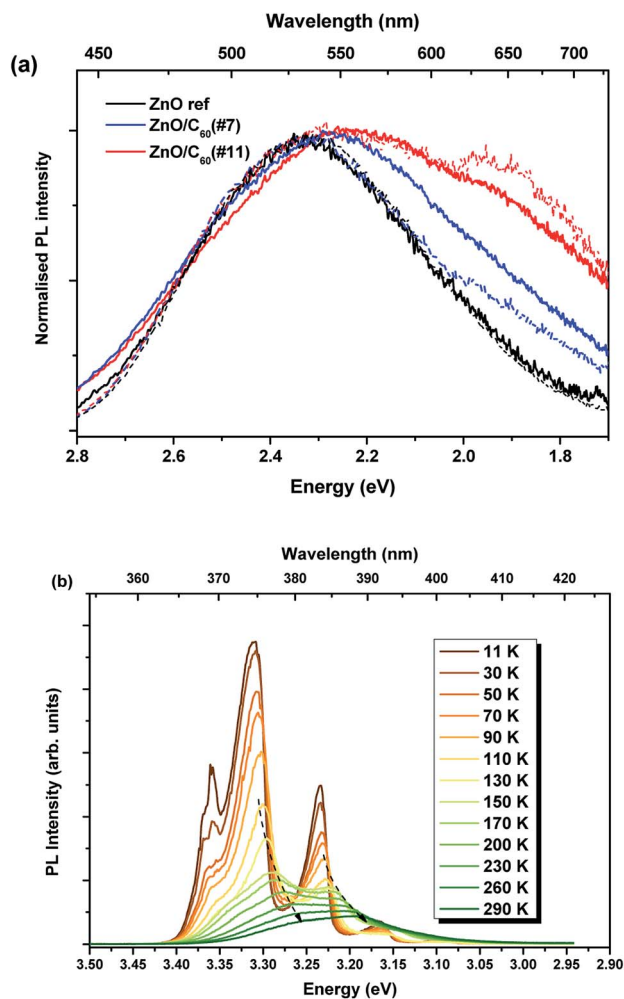 Wavelength (nm)
450 500 550 600 650 700
(a)
ZnO ref
ZnO/C60(#7)
ZnO/C60(#11)
Normalised PL intensity
2.8 2.6 2.4 2.2 2.0 1.8
Energy (eV)
Wavelength (nm)
(b)
360 370 380 390 400 410 420
11 K
30 K
50 K
70 K
90 K
110 K
130 K
150 K
170 K
200 K
230 K
260 K
290 K
PL Intensity (arb. units)
3.50 3.45 3.40 3.35 3.30 3.25 3.20 3.15 3.10 3.05 3.00 2.95 2.90
Energy (eV)